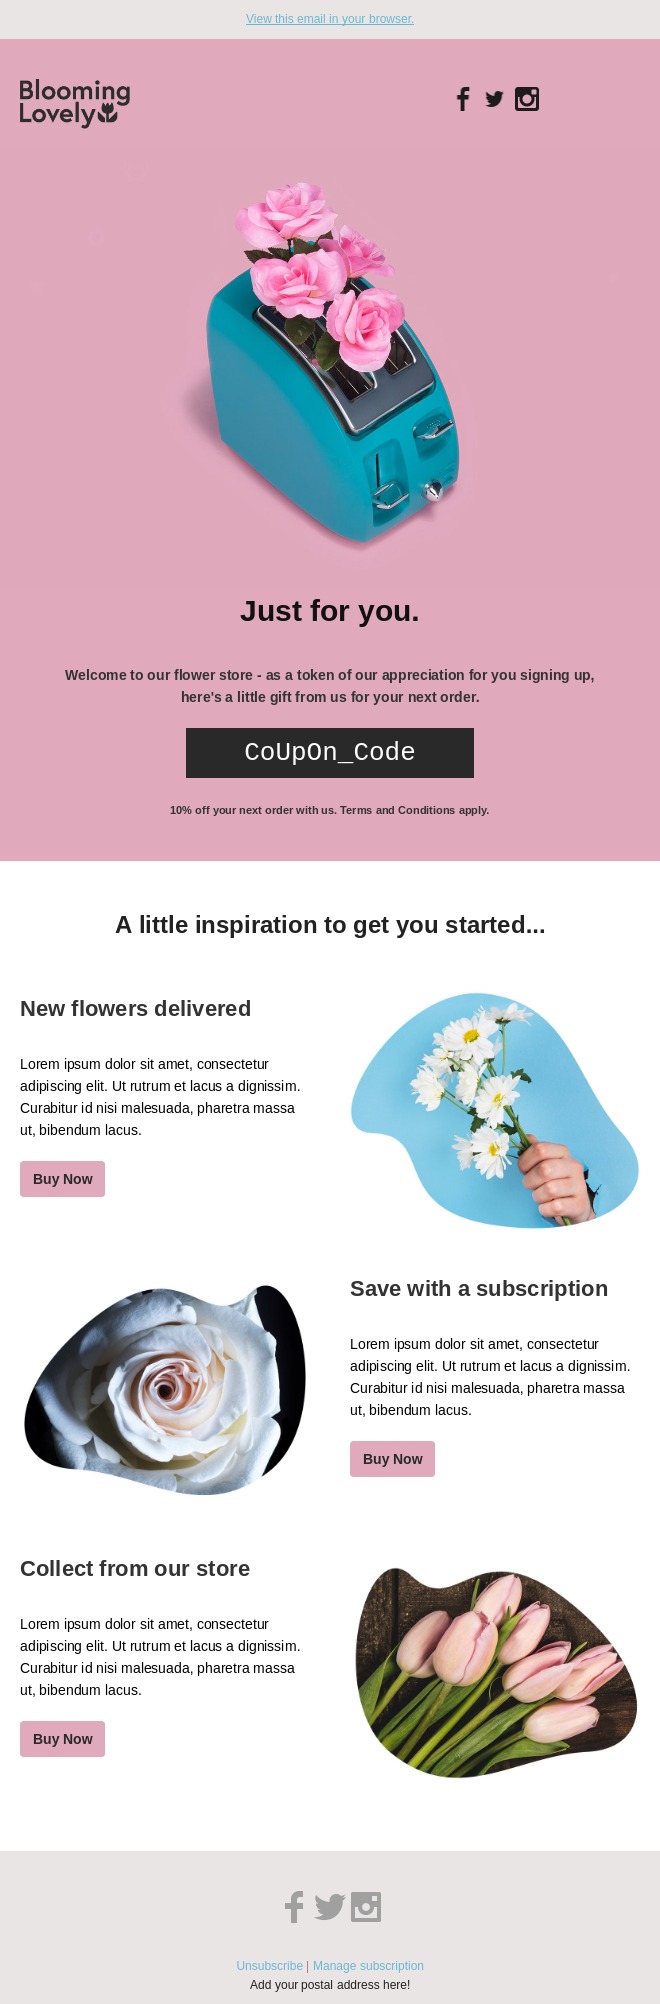 View this email in your browser.
Blooming
Lovely
Just for you.
Welcome to our flower store - as a token of our appreciation for you signing up,
here's a little gift from us for your next order.
CoUpOn_Code
10% off your next order with us. Terms and Conditions apply.
A little inspiration to get you started...
New flowers delivered
Lorem ipsum dolor sit amet, consectetur
adipiscing elit. Ut rutrum et lacus a dignissim.
Curabitur id nisi malesuada, pharetra massa
ut, bibendum lacus.
Buy Now
Save with a subscription
Lorem ipsum dolor sit amet, consectetur
adipiscing elit. Ut rutrum et lacus a dignissim.
Curabitur id nisi malesuada, pharetra massa
ut, bibendum lacus.
Buy Now
Collect from our store
Lorem ipsum dolor sit amet, consectetur
adipiscing elit. Ut rutrum et lacus a dignissim.
Curabitur id nisi malesuada, pharetra massa
ut, bibendum lacus.
Buy Now
Unsubscribe | Manage subscription
Add your postal address here!